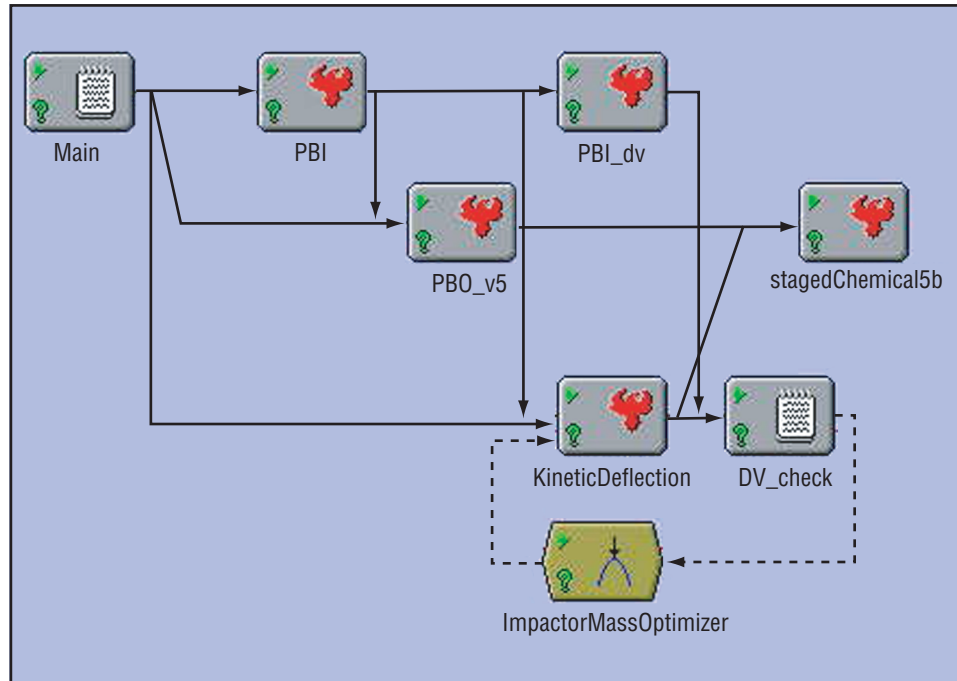 Main
PBI
PBI_dv
PBO_v5
stagedChemical5b
KineticDeflection
DV_check
ImpactorMassOptimizer